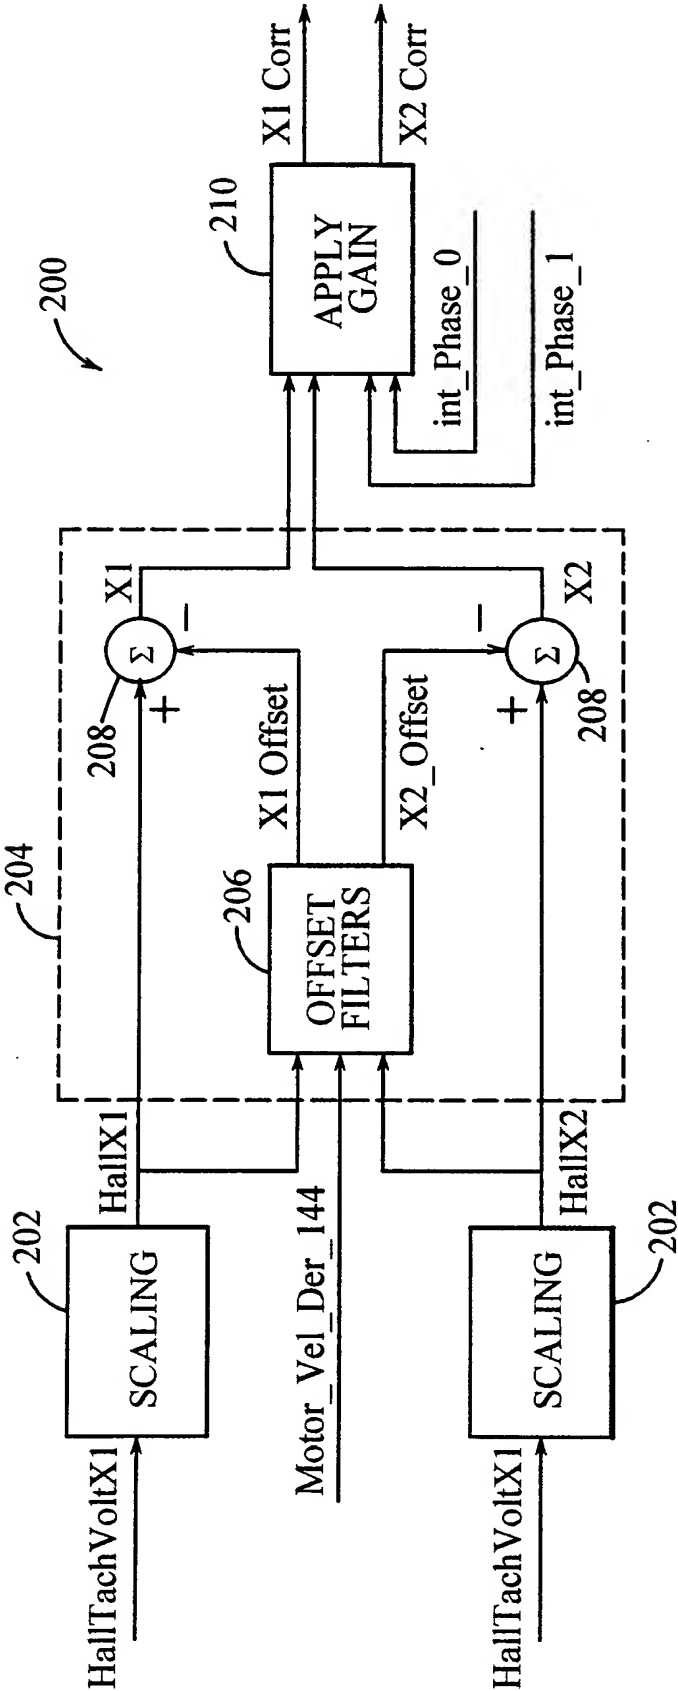 200
HallTachVoltX1
202
SCALING
HallX1
204
208
+
Σ
X1
−
Motor_Vel_Der_144
206
OFFSET
FILTERS
X1 Offset
X2_Offset
210
APPLY
GAIN
X1 Corr
X2 Corr
int_Phase_0
int_Phase_1
HallTachVoltX1
SCALING
202
HallX2
+
−
Σ
208
X2